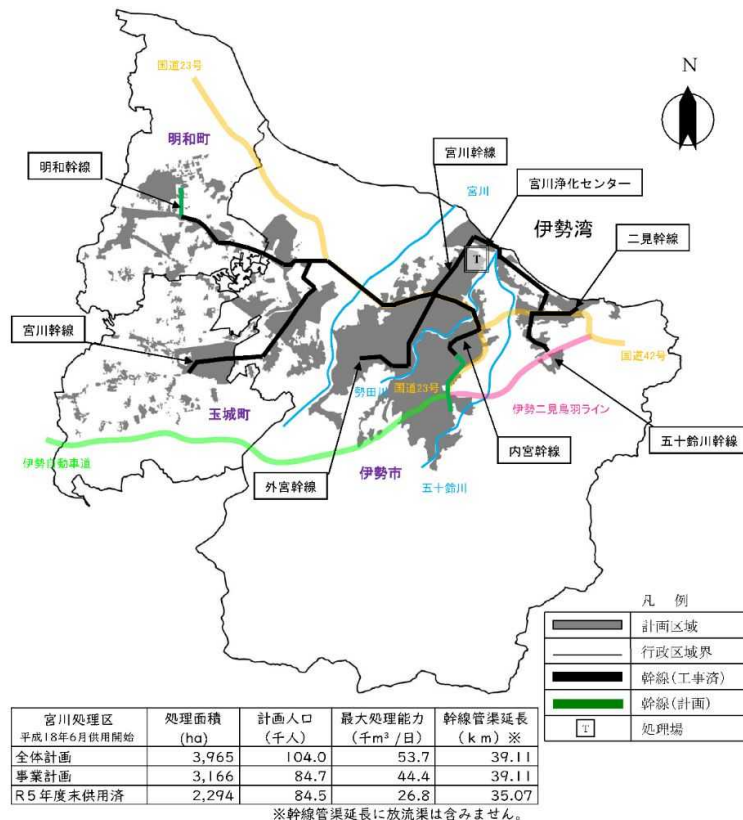 国道23号
N
明和町
宮川幹線
明和幹線
宮川
宮川浄化センター
伊勢湾
二見幹線
T
宮川幹線
国道42号
勢田川
国道23号
玉城町
伊勢二見鳥羽ライン
伊勢自動車道
伊勢市
内宮幹線
五十鈴川幹線
外宮幹線
五十鈴川
凡 例
計画区域
行政区域界
幹線(工事済)
幹線(計画)
T 処理場
宮川処理区 処理面積 計画人口 最大処理能力 幹線管渠延長
平成18年6月供用開始 (ha) (千人) (千m³/日) (km)※
全体計画 3,965 104.0 53.7 39.11
事業計画 3,166 84.7 44.4 39.11
R5年度末供用済 2,294 84.5 26.8 35.07
※幹線管渠延長に放流渠は含みません。